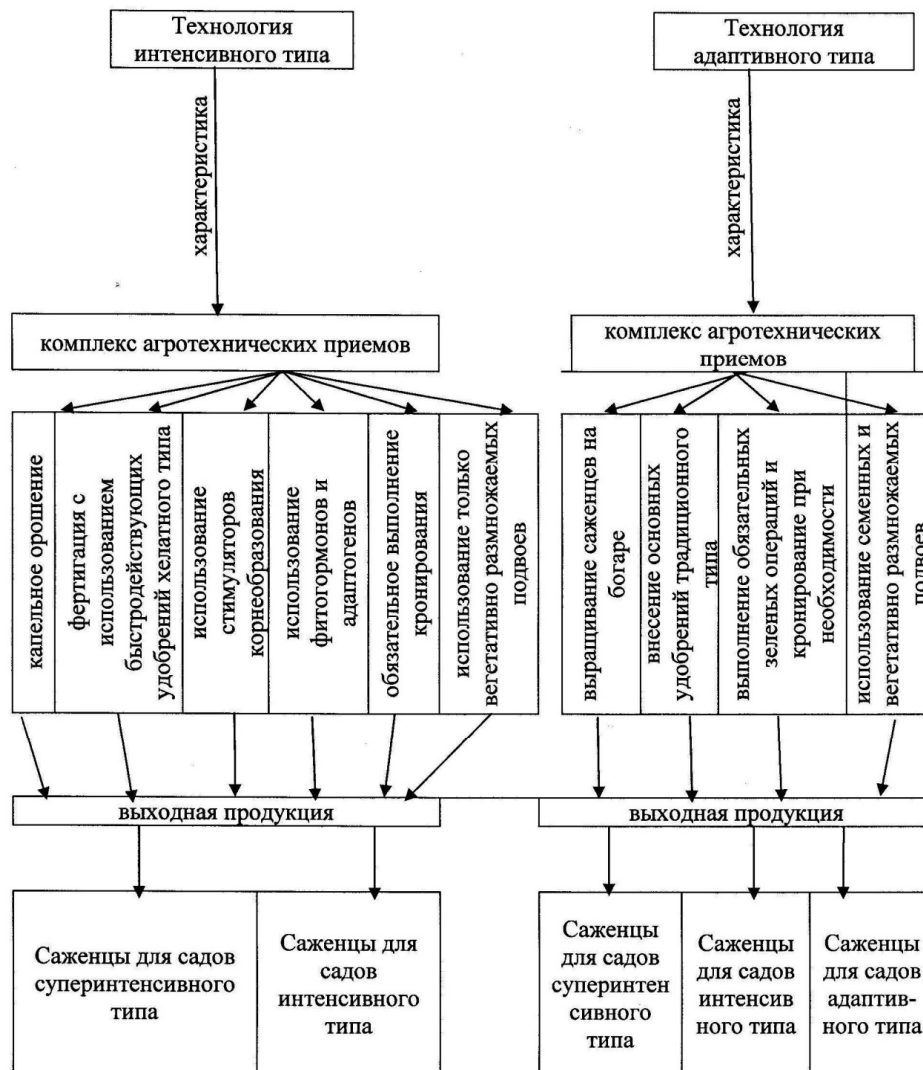 Технология
интенсивного типа
характеристика
комплекс агротехнических приемов
капельное орошение
фертигация с
использованием
быстродействующих
удобрений хелатного типа
использование
стимуляторов
корнеобразования
использование
фитогормонов и
адаптогенов
обязательное выполнение
кронирования
использование только
вегетативно размножаемых
подвоев
выходная продукция
Саженцы для садов
суперинтенсивного
типа
Саженцы для
садов
интенсивного
типа
Технология
адаптивного типа
характеристика
комплекс агротехнических
приемов
выращивание саженцев на
богаре
внесение основных
удобрений традиционного
типа
выполнение обязательных
зеленых операций и
кронирование при
необходимости
использование семенных и
вегетативно размножаемых
подвоев
выходная продукция
Саженцы
для садов
суперинтен
сивного
типа
Саженцы
для садов
интенсив
ного типа
Саженцы
для садов
адаптив-
ного типа